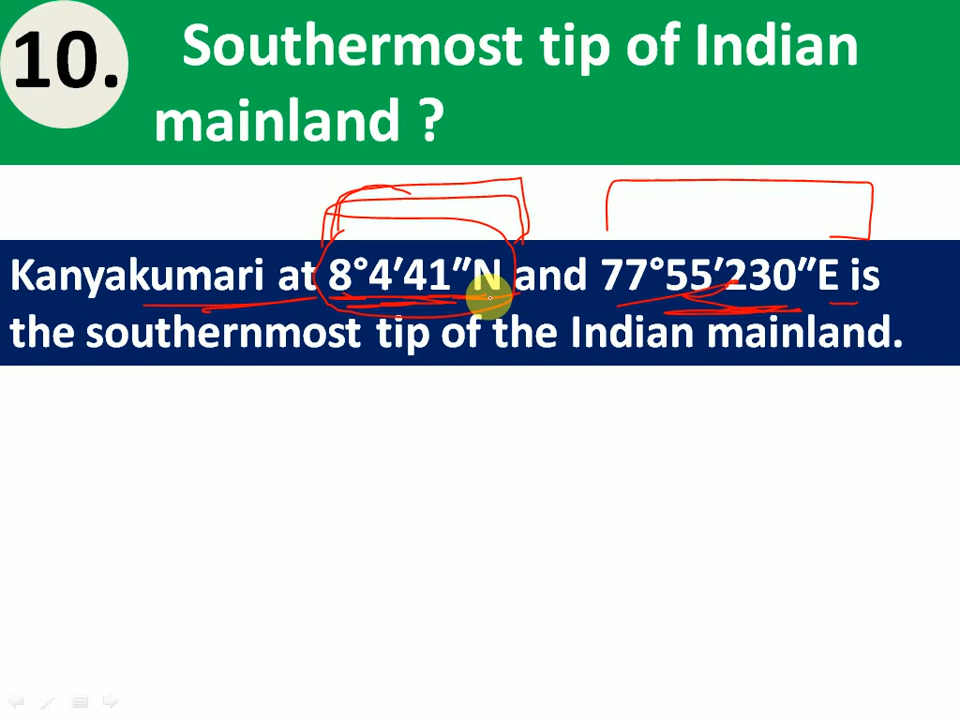 10.
Southermost tip of Indian
mainland ?
Kanyakumari at 8°4′41″N and 77°55′230″E is
the southernmost tip of the Indian mainland.